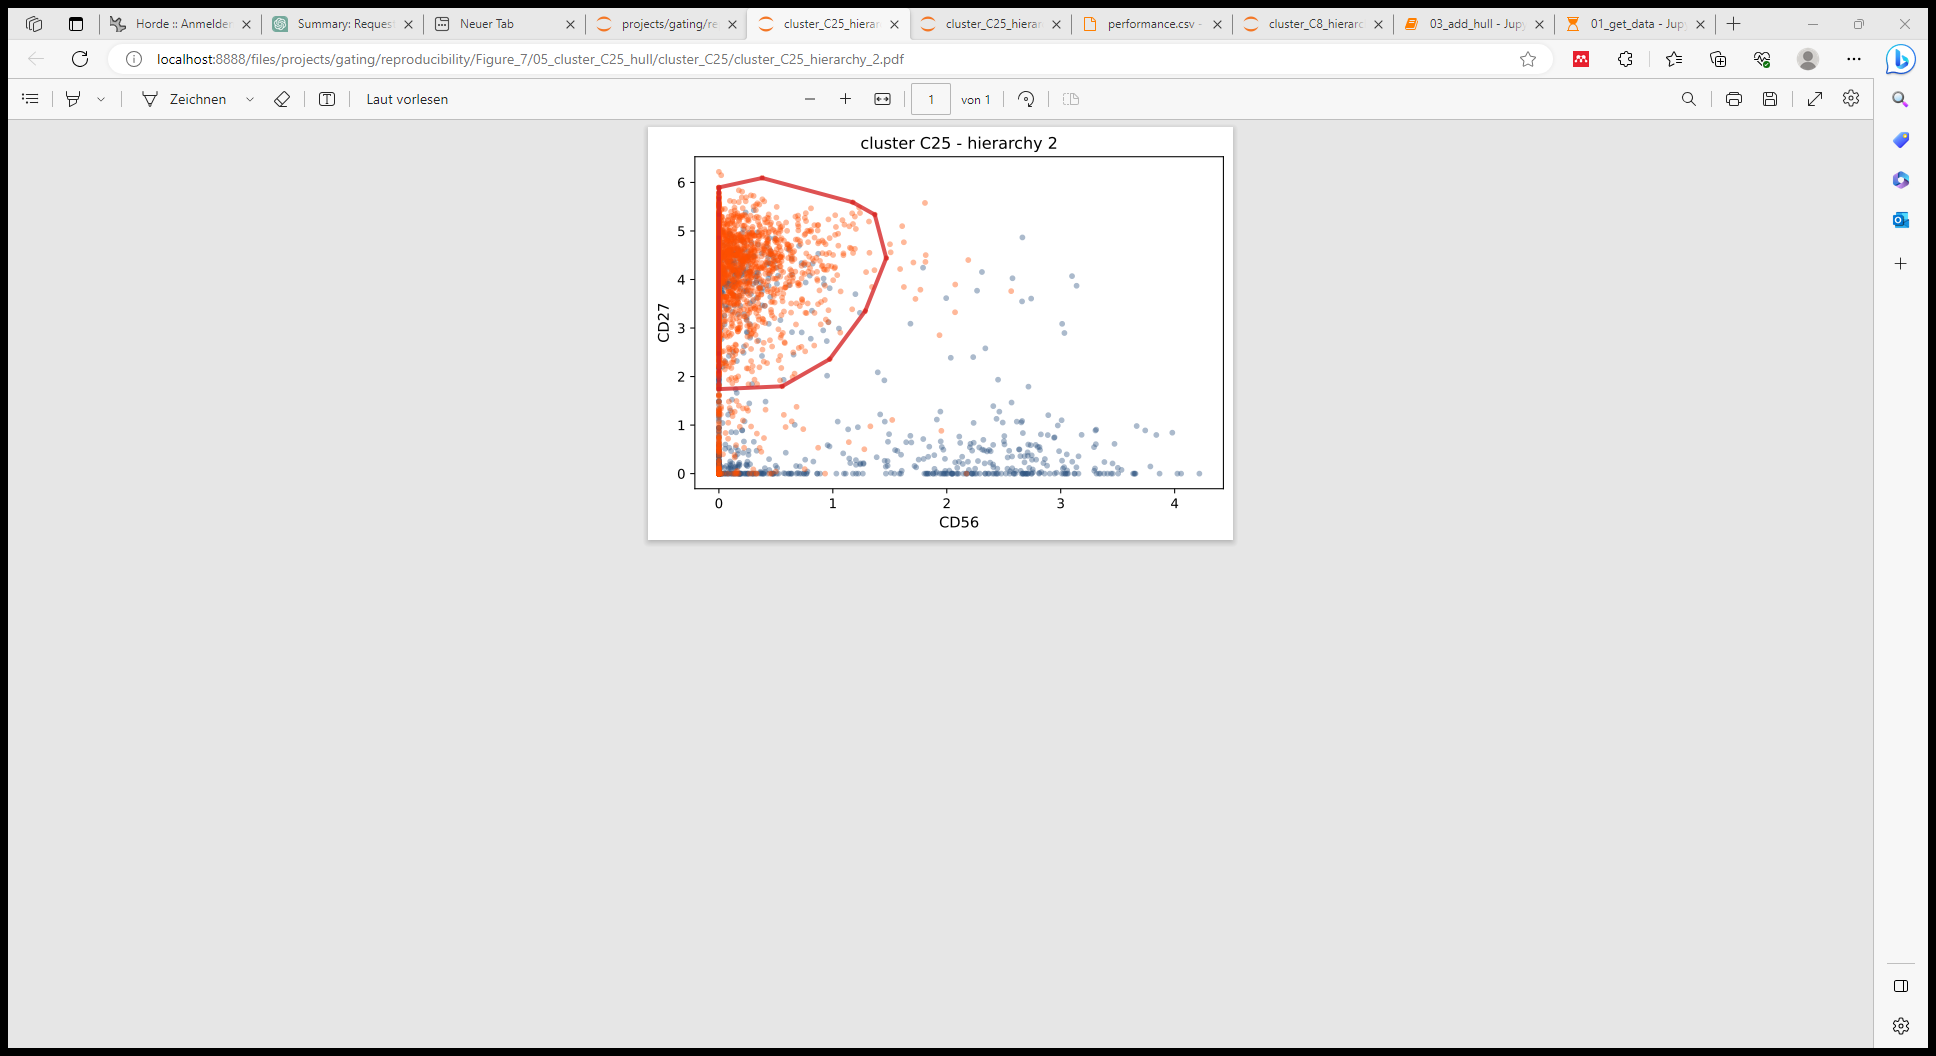 Horde :: Anmelden
Summary: Request
Neuer Tab
projects/gating/re
cluster_C25_hierar
cluster_C25_hierar
performance.csv -
cluster_C8_hierarc
03_add_hull - Jupy
01_get_data - Jup
localhost:8888/files/projects/gating/reproducibility/Figure_7/05_cluster_C25_hull/cluster_C25/cluster_C25_hierarchy_2.pdf
Zeichnen
Laut vorlesen
1 von 1
cluster C25 - hierarchy 2
6
5
4
3
2
1
0
CD27
0 1 2 3 4
CD56